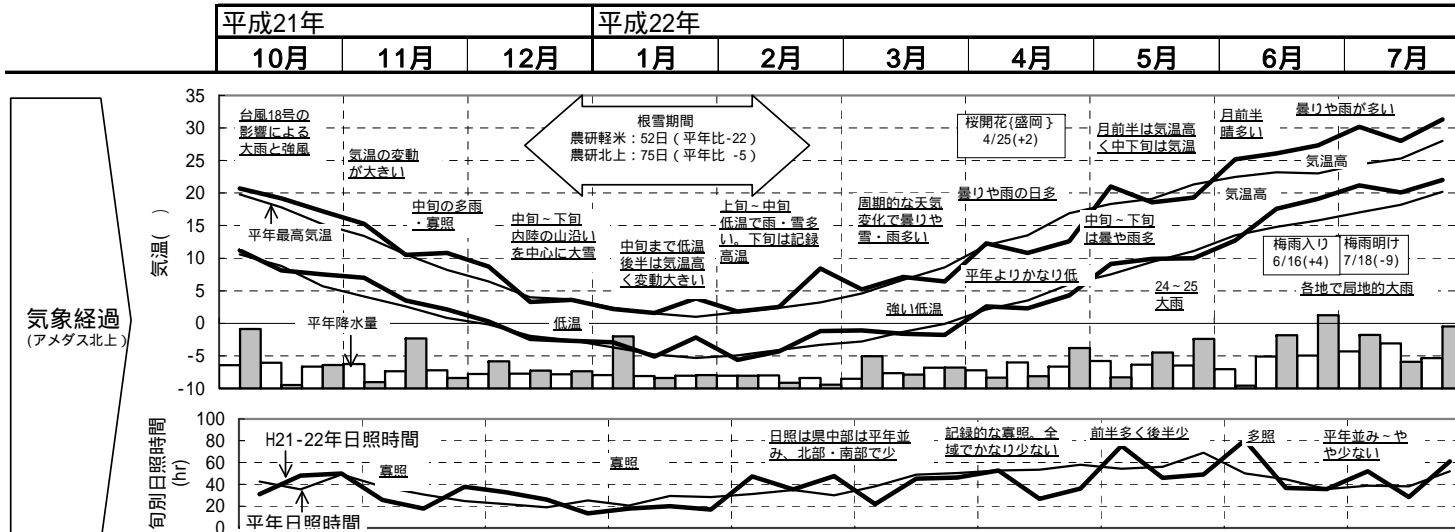 平成21年
平成22年
10月 11月 12月 1月 2月 3月 4月 5月 6月 7月
気象経過
(アメダス北上)
気温( )
35
30
25
20
15
10
5
0
-5
-10
台風18号の
影響による
大雨と強風
気温の変動
が大きい
中旬の多雨
・寡照
中旬~下旬
内陸の山沿い
を中心に大雪
根雪期間
農研軽米:52日(平年比-22)
農研北上:75日(平年比 -5)
中旬まで低温
後半は気温高
く変動大きい
上旬~中旬
低温で雨・雪多
い。下旬は記録
高温
周期的な天気
変化で曇りや
雪・雨多い
桜開花{盛岡}
4/25(+2)
曇りや雨の日多
平年よりかなり低
月前半は気温高
く中下旬は気温
中旬~下旬
は曇や雨多
24~25
大雨
月前半
晴多い
曇りや雨が多い
気温高
気温高
梅雨入り
6/16(+4)
梅雨明け
7/18(-9)
各地で局地的大雨
平年最高気温
平年降水量
低温
強い低温
旬別日照時間
(hr)
100
80
60
40
20
0
H21-22年日照時間
平年日照時間
寡照
寡照
日照は県中部は平年並
み、北部・南部で少
記録的な寡照。全
域でかなり少ない
前半多く後半少
多照
平年並み~や
や少ない